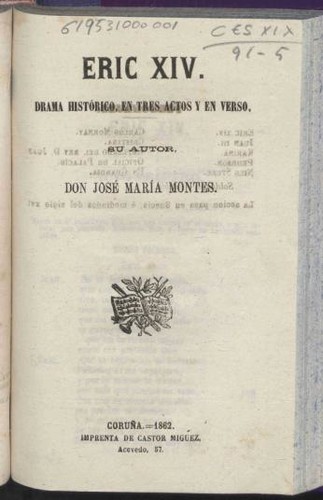 619531000001
CES XIX
91-5
ERIC XIV.
DRAMA HISTÓRICO, EN TRES ACTOS Y EN VERSO,
SU AUTOR,
DON JOSÉ MARÍA MONTES.
CORUÑA.=1862.
IMPRENTA DE CASTOR MIGUEZ.
Acevedo, 57.